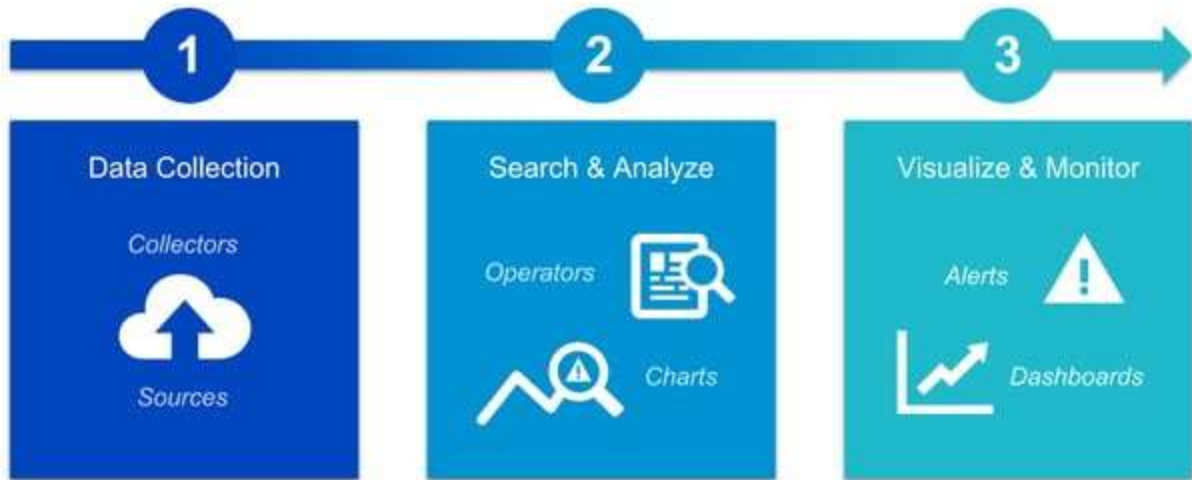 1
2
3
Data Collection
Collectors
Sources
Search & Analyze
Operators
Charts
Visualize & Monitor
Alerts
Dashboards